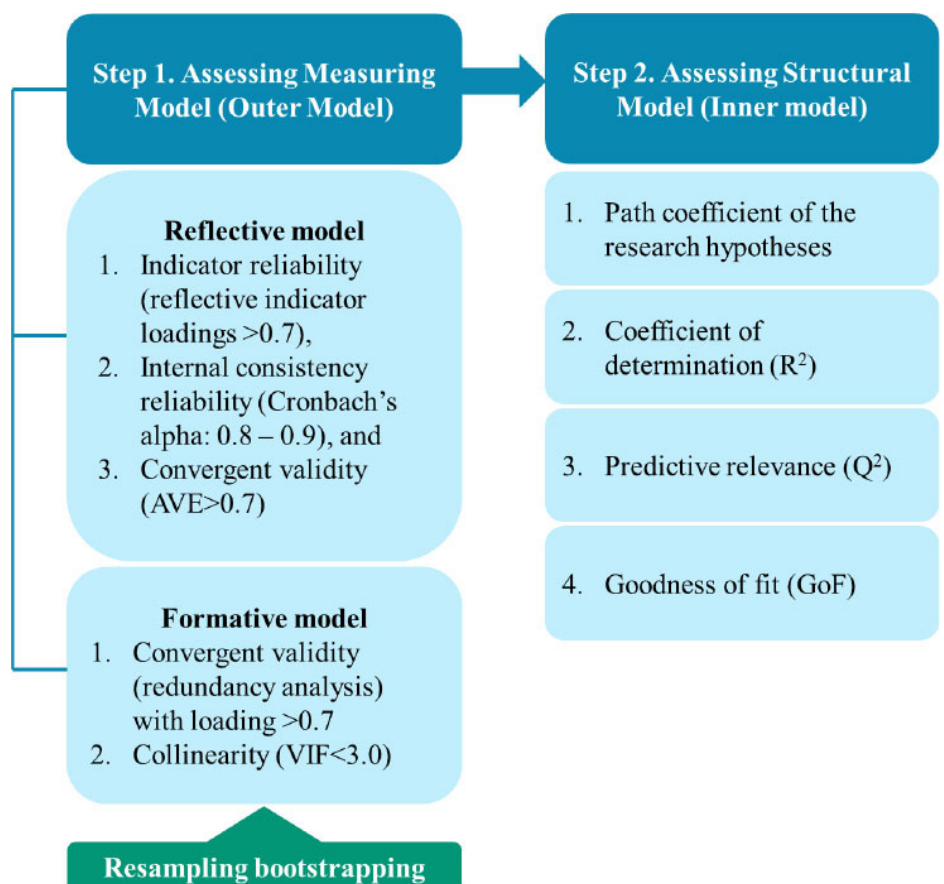 Step 1. Assessing Measuring
Model (Outer Model)
Reflective model
1. Indicator reliability
(reflective indicator
loadings >0.7),
2. Internal consistency
reliability (Cronbach’s
alpha: 0.8 – 0.9), and
3. Convergent validity
(AVE>0.7)
Formative model
1. Convergent validity
(redundancy analysis)
with loading >0.7
2. Collinearity (VIF<3.0)
Resampling bootstrapping
Step 2. Assessing Structural
Model (Inner model)
1. Path coefficient of the
research hypotheses
2. Coefficient of
determination (R²)
3. Predictive relevance (Q²)
4. Goodness of fit (GoF)